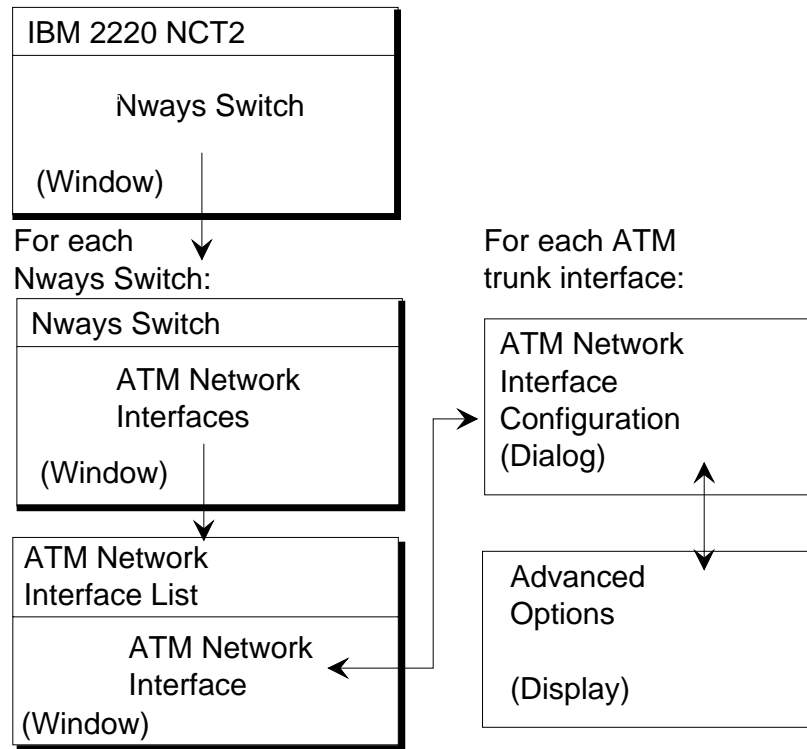 IBM 2220 NCT2
Nways Switch
(Window)
For each
Nways Switch:
Nways Switch
ATM Network
Interfaces
(Window)
ATM Network
Interface List
ATM Network
Interface
(Window)
For each ATM
trunk interface:
ATM Network
Interface
Configuration
(Dialog)
Advanced
Options
(Display)